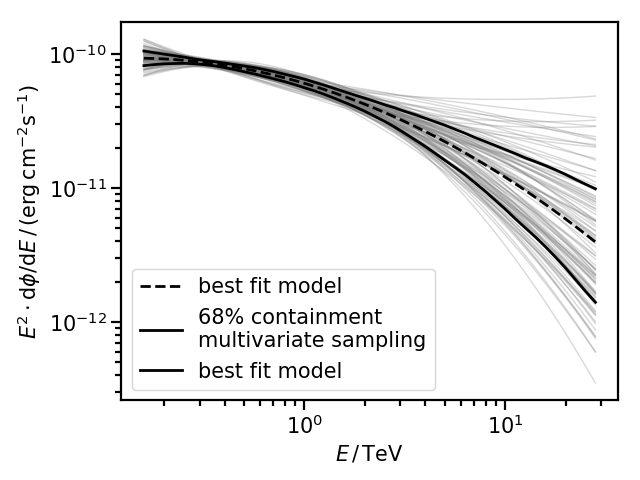 10⁻¹⁰
10⁻¹¹
10⁻¹²
E² · dϕ/dE / (erg cm⁻²s⁻¹)
best fit model
68% containment
multivariate sampling
best fit model
10⁰
10¹
E / TeV